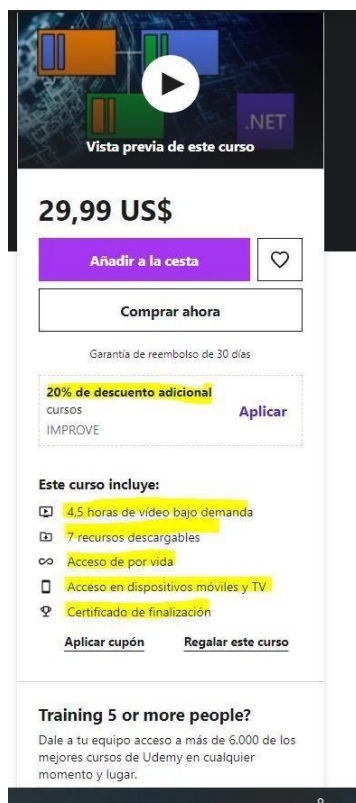 .NET
Vista previa de este curso
29,99 US$
Añadir a la cesta
Comprar ahora
Garantía de reembolso de 30 días
20% de descuento adicional
cursos
Aplicar
IMPROVE
Este curso incluye:
4,5 horas de vídeo bajo demanda
7 recursos descargables
Acceso de por vida
Acceso en dispositivos móviles y TV
Certificado de finalización
Aplicar cupón Regalar este curso
Training 5 or more people?
Dale a tu equipo acceso a más de 6.000 de los
mejores cursos de Udemy en cualquier
momento y lugar.